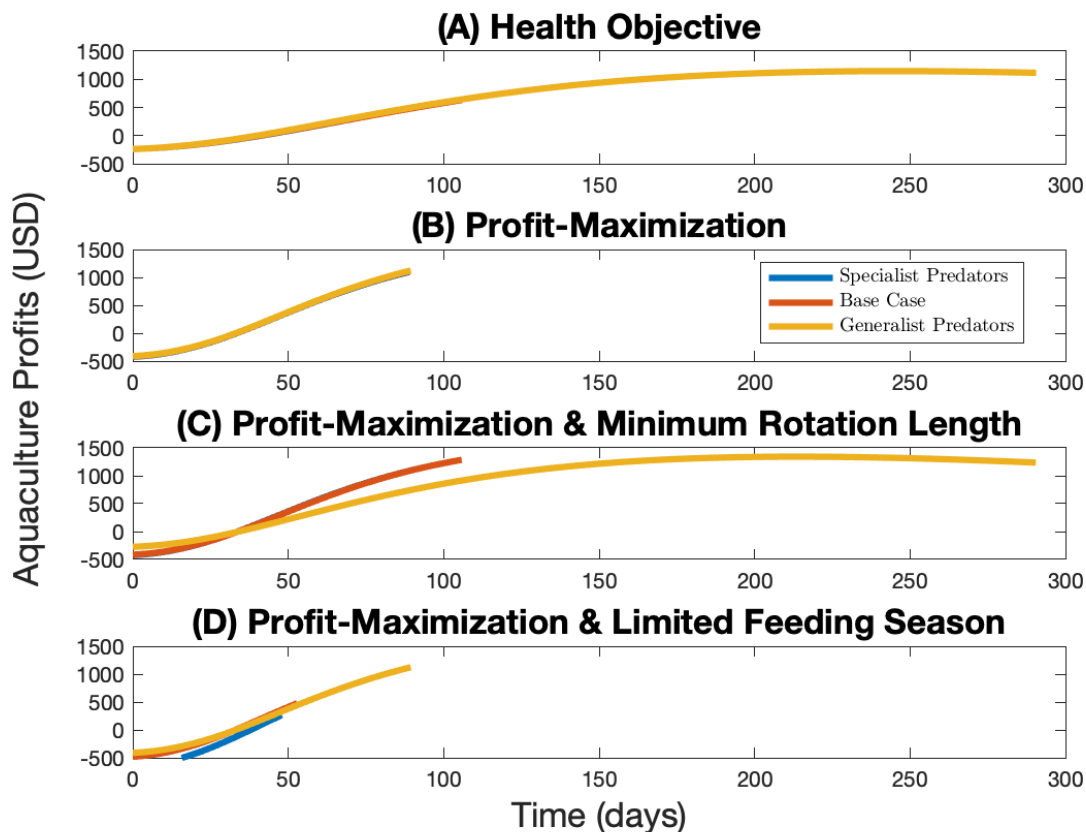 (A) Health Objective
1500
1000
500
0
-500
0 50 100 150 200 250 300
(B) Profit-Maximization
1500
1000
500
0
-500
Specialist Predators
Base Case
Generalist Predators
0 50 100 150 200 250 300
(C) Profit-Maximization & Minimum Rotation Length
1500
1000
500
0
-500
0 50 100 150 200 250 300
(D) Profit-Maximization & Limited Feeding Season
1500
1000
500
0
-500
0 50 100 150 200 250 300
Time (days)
Aquaculture Profits (USD)